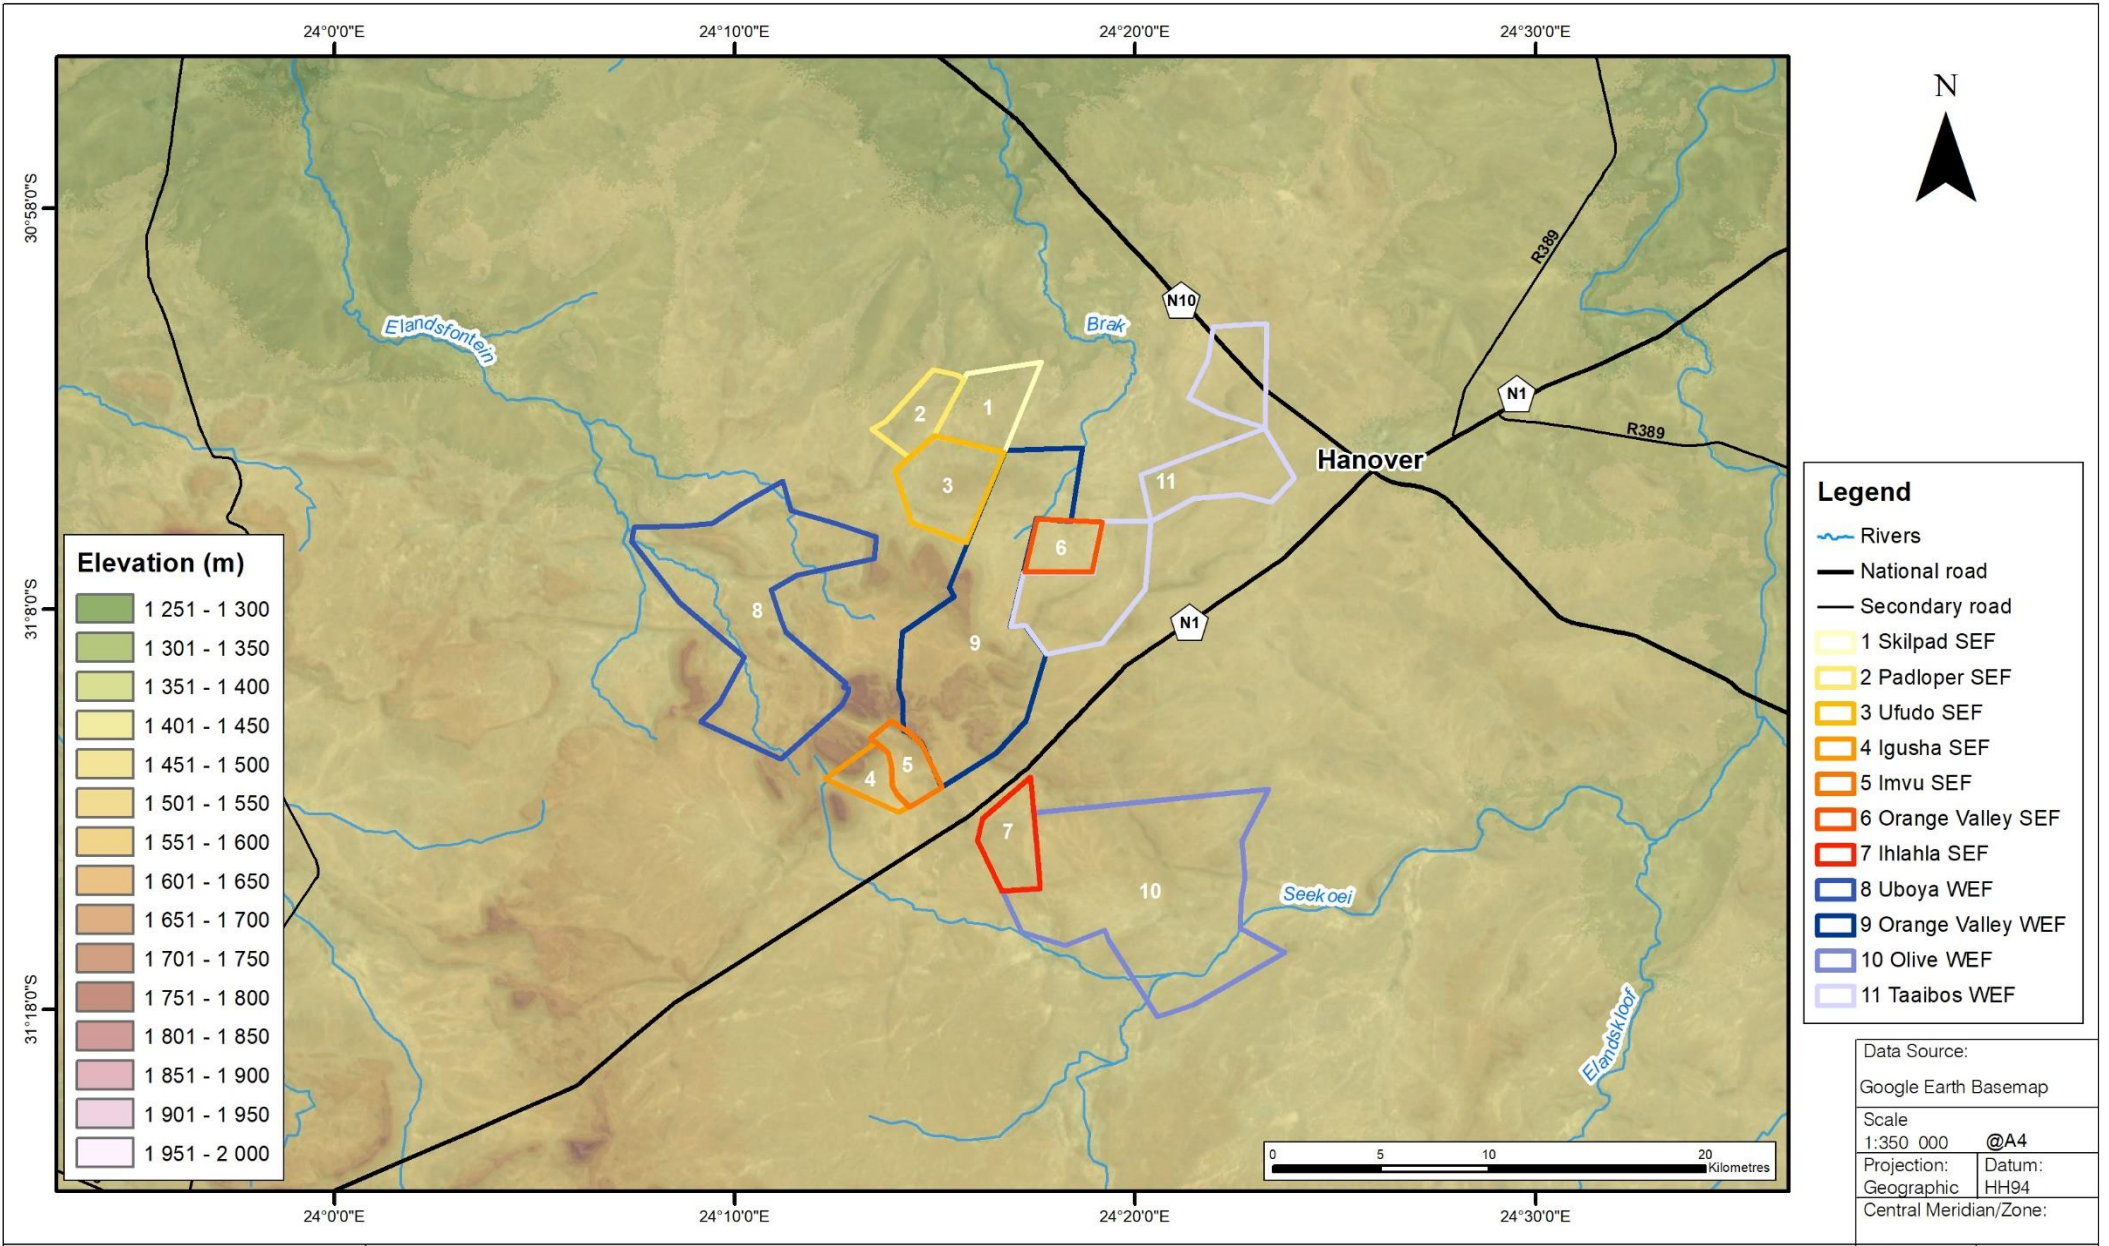 24°0'0"E
24°10'0"E
24°20'0"E
24°30'0"E
N
30°58'0"S
31°8'0"S
31°18'0"S
R389
N10
Elandsfontein
Brak
N1
R389
Hanover
1
2
3
11
6
8
9
N1
5
4
7
10
Seekoei
Elandskloof
Elevation (m)
1 251 - 1 300
1 301 - 1 350
1 351 - 1 400
1 401 - 1 450
1 451 - 1 500
1 501 - 1 550
1 551 - 1 600
1 601 - 1 650
1 651 - 1 700
1 701 - 1 750
1 751 - 1 800
1 801 - 1 850
1 851 - 1 900
1 901 - 1 950
1 951 - 2 000
Legend
Rivers
National road
Secondary road
1 Skilpad SEF
2 Padloper SEF
3 Ufudo SEF
4 Igusha SEF
5 Imvu SEF
6 Orange Valley SEF
7 Ihlahla SEF
8 Uboya WEF
9 Orange Valley WEF
10 Olive WEF
11 Taaibos WEF
0 5 10 20
Kilometres
24°0'0"E
24°10'0"E
24°20'0"E
24°30'0"E
Data Source:
Google Earth Basemap
Scale
1:350 000 @A4
Projection: Datum:
Geographic HH94
Central Meridian/Zone: